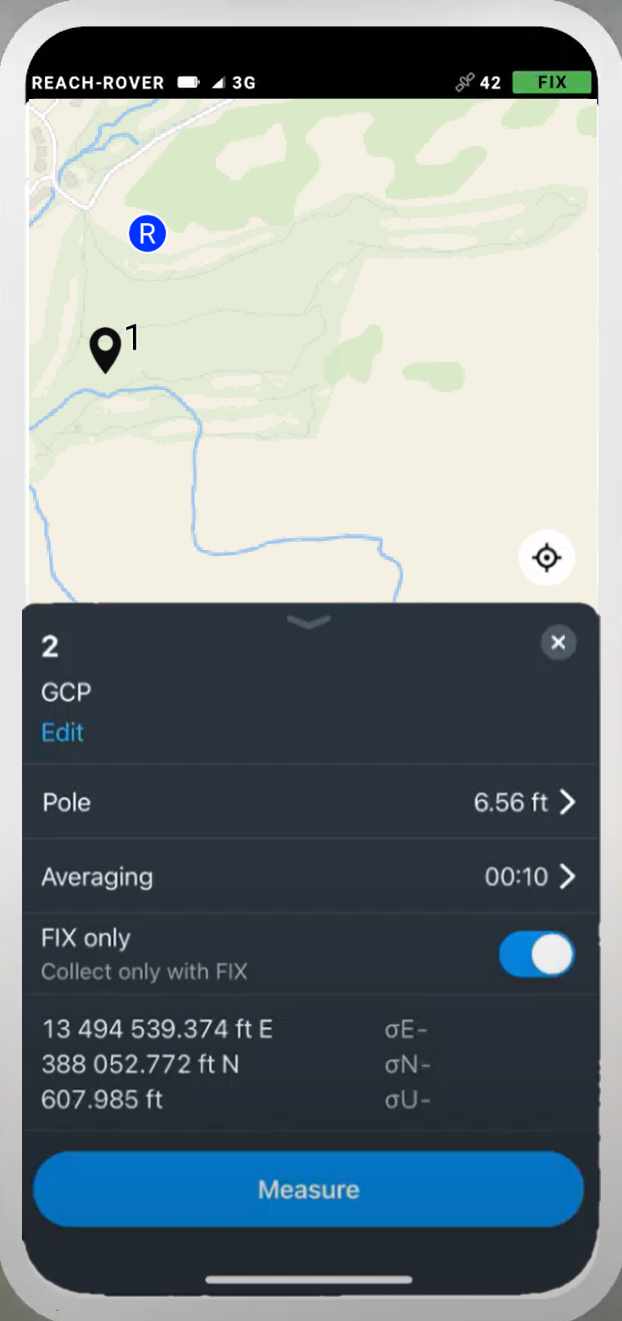 REACH-ROVER 3G 42 FIX
R
1
2
GCP
Edit
Pole 6.56 ft
Averaging 00:10
FIX only
Collect only with FIX
13 494 539.374 ft E σE-
388 052.772 ft N σN-
607.985 ft σU-
Measure